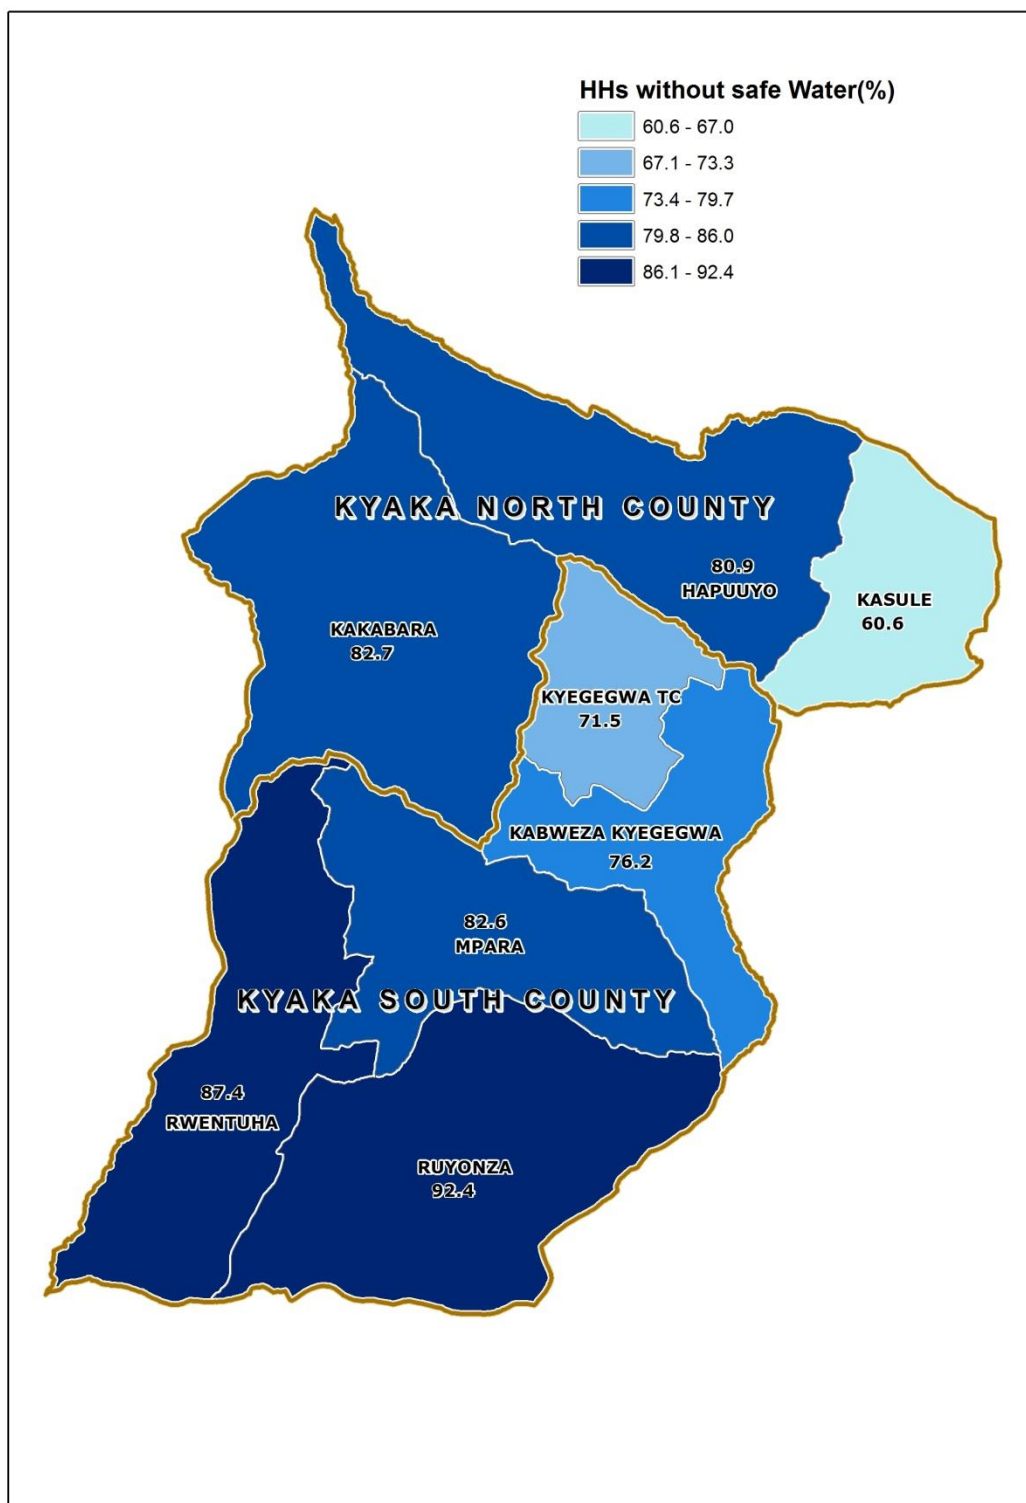 HHs without safe Water(%)
60.6 - 67.0
67.1 - 73.3
73.4 - 79.7
79.8 - 86.0
86.1 - 92.4
KYAKA NORTH COUNTY
80.9
HAPUUYO
KASULE
60.6
KAKABARA
82.7
KYEGEGWA TC
71.5
KABWEZA KYEGEGWA
76.2
82.6
MPARA
KYAKA SOUTH COUNTY
87.4
RWENTUHA
RUYONZA
92.4